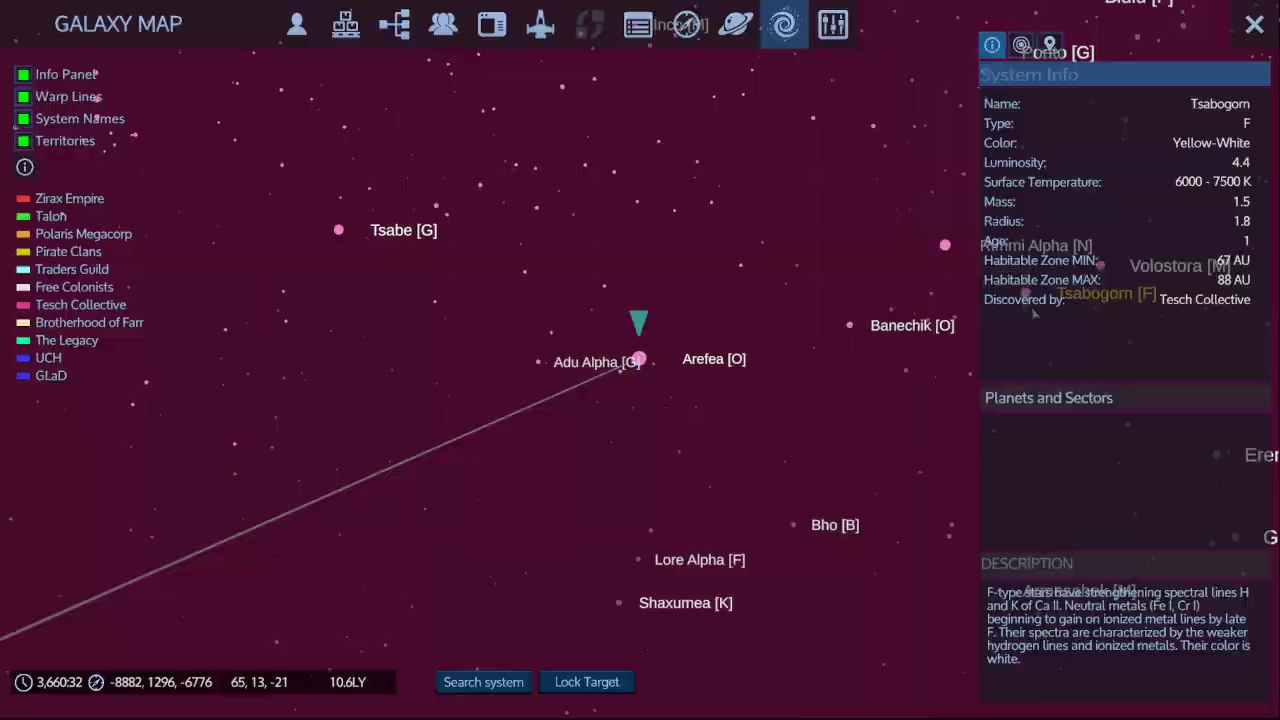 GALAXY MAP
Inco [M]
Ponto [G]
Info Panel
Warp Lines
System Names
Territories
Zirax Empire
Talon
Polaris Megacorp
Pirate Clans
Traders Guild
Free Colonists
Tesch Collective
Brotherhood of Farr
The Legacy
UCH
GLaD
Tsabe [G]
Adu Alpha [G]
Arefea [O]
Banechik [O]
Bho [B]
Lore Alpha [F]
Shaxumea [K]
Rimmi Alpha [N]
Volostora [M]
Tsabogorn [F]
System Info
Name: Tsabogorn
Type: F
Color: Yellow-White
Luminosity: 4.4
Surface Temperature: 6000 - 7500 K
Mass: 1.5
Radius: 1.8
Age: 1
Habitable Zone MIN: 67 AU
Habitable Zone MAX: 88 AU
Discovered by: Tesch Collective
Planets and Sectors
Erer
G
DESCRIPTION
F-type stars have strengthening spectral lines H
and K of Ca II. Neutral metals (Fe I, Cr I)
beginning to gain on ionized metal lines by late
F. Their spectra are characterized by the weaker
hydrogen lines and ionized metals. Their color is
white.
3,660:32 -8882, 1296, -6776 65, 13, -21 10.6LY
Search system
Lock Target